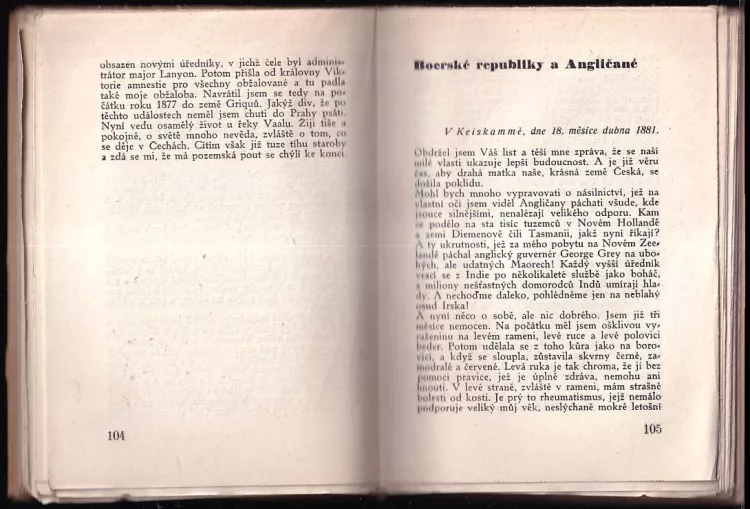 obsazen novými úředníky, v jichž čele byl adminis-
trátor major Lanyon. Potom přišla od královny Vik-
torie amnestie pro všechny obžalované a tu padla
také moje obžaloba. Navrátil jsem se tedy na po-
čátku roku 1877 do země Griquů. Jakýž div, že po
těchto událostech neměl jsem chuti do Prahy psáti.
Nyní vedu osamělý život u řeky Vaalu. Žiji tiše a
pokojně, o světě mnoho nevěda, zvláště o tom, co
se děje v Čechách. Cítím však již tuze tíhu staroby
a zdá se mi, že má pozemská pout se chýlí ke konci.
104
Boerské republiky a Angličané
V Keiskammě, dne 18. měsíce dubna 1881.
Obdržel jsem Váš list a těší mne zpráva, že se naší
milé vlasti ukazuje lepší budoucnost. A je již věru
čas, aby drahá matka naše, krásná země Česká, se
dožila poklidu.
Mohl bych mnoho vypravovati o násilnictví, jež na
vlastní oči jsem viděl Angličany páchati všude, kde
jsouce silnějšími, nenalézají velikého odporu. Kam
se podělo na sta tisíc tuzemců v Novém Hollandě
a zemi Diemenově čili Tasmanii, jakž nyní říkají?
A ty ukrutnosti, jež za mého pobytu na Novém Zee-
landě páchal anglický guvernér George Grey na ubo-
hých, ale udatných Maorech! Každý vyšší úředník
vrací se z Indie po několikaleté službě jako boháč,
a miliony nešťastných domorodců Indů umírají hla-
dy. A nechoďme daleko, pohlédněme jen na neblahý
osud Irska!
A nyní něco o sobě, ale nic dobrého. Jsem již tři
měsíce nemocen. Na počátku měl jsem ošklivou vy-
raženinu na levém rameni, levé ruce a levé polovici
beder. Potom udělala se z toho kůra jako na boro-
vici, a když se sloupla, zůstavila skvrny černé, za-
modralé a červené. Levá ruka je tak chroma, že jí bez
pomoci pravice, jež je úplně zdráva, nemohu ani
hnouti. V levé straně, zvláště v rameni, mám strašné
bolesti od kosti. Je prý to rheumatismus, jejž nemálo
podporuje veliký můj věk, neslýchaně mokré letošní
105